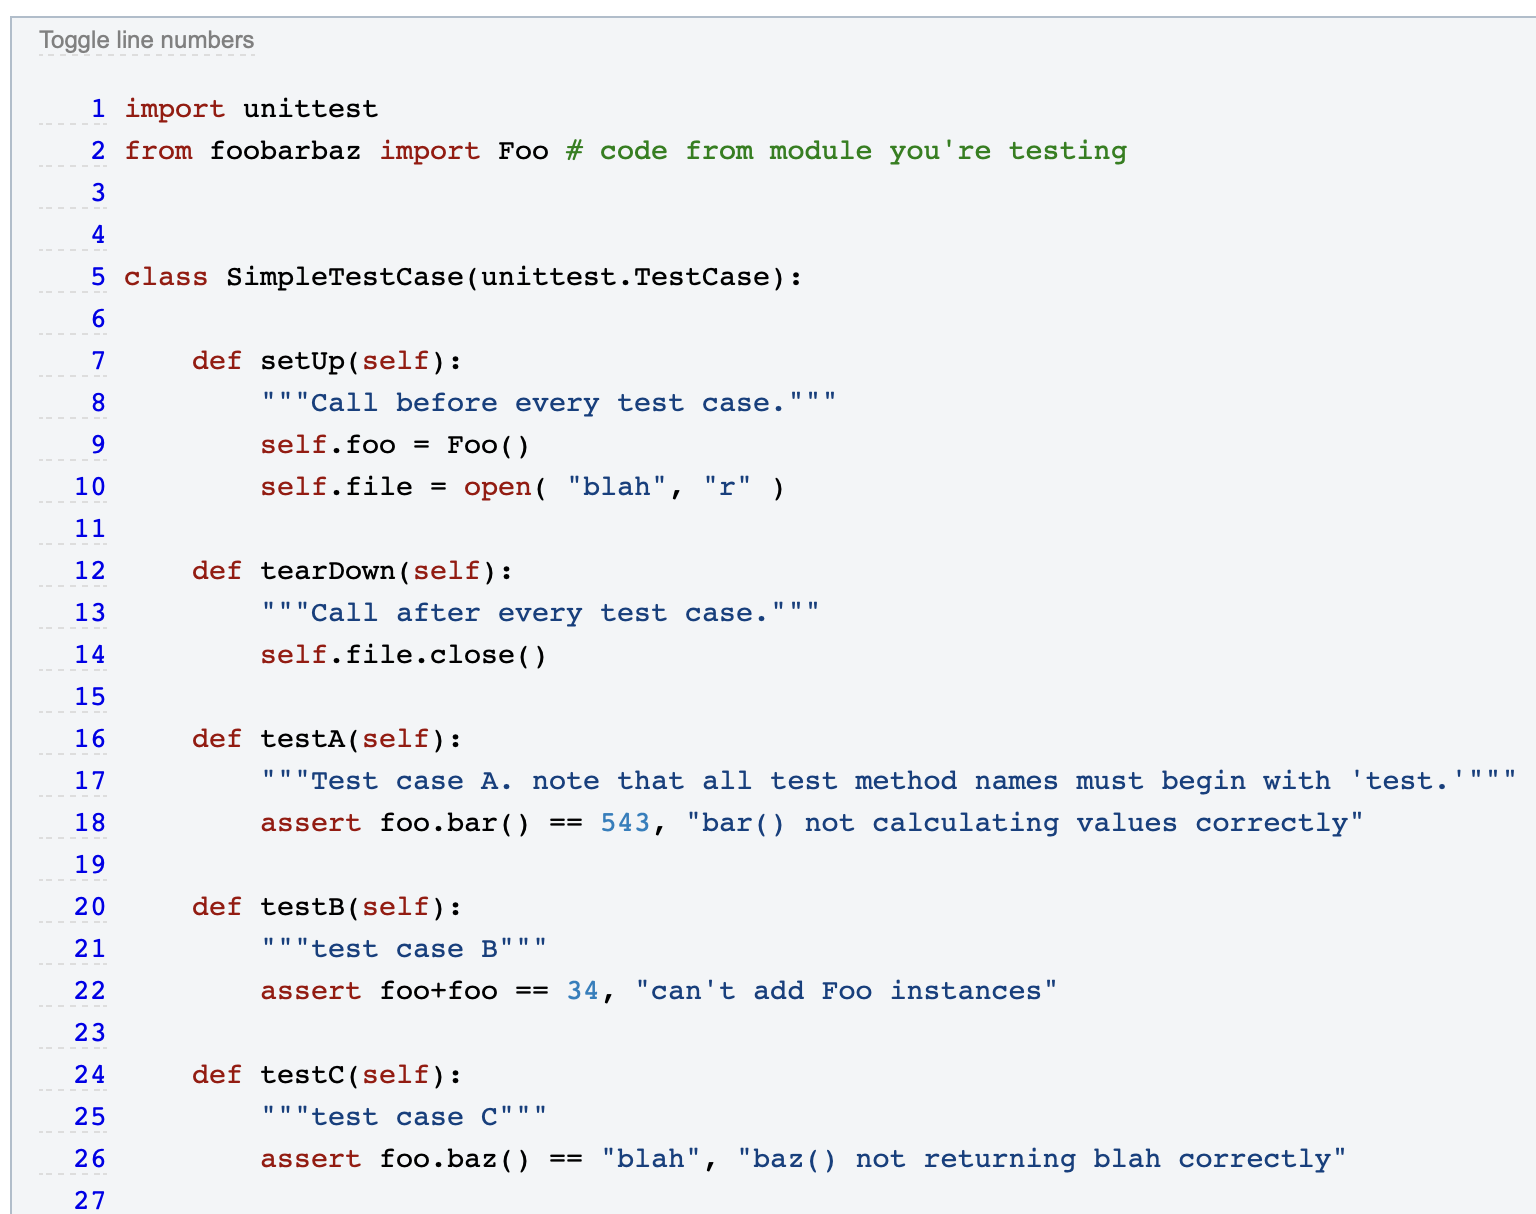 Toggle line numbers
1 import unittest
2 from foobarbaz import Foo # code from module you're testing
3
4
5 class SimpleTestCase(unittest.TestCase):
6
7     def setUp(self):
8         """Call before every test case."""
9         self.foo = Foo()
10         self.file = open( "blah", "r" )
11
12     def tearDown(self):
13         """Call after every test case."""
14         self.file.close()
15
16     def testA(self):
17         """Test case A. note that all test method names must begin with 'test.'"""
18         assert foo.bar() == 543, "bar() not calculating values correctly"
19
20     def testB(self):
21         """test case B"""
22         assert foo+foo == 34, "can't add Foo instances"
23
24     def testC(self):
25         """test case C"""
26         assert foo.baz() == "blah", "baz() not returning blah correctly"
27